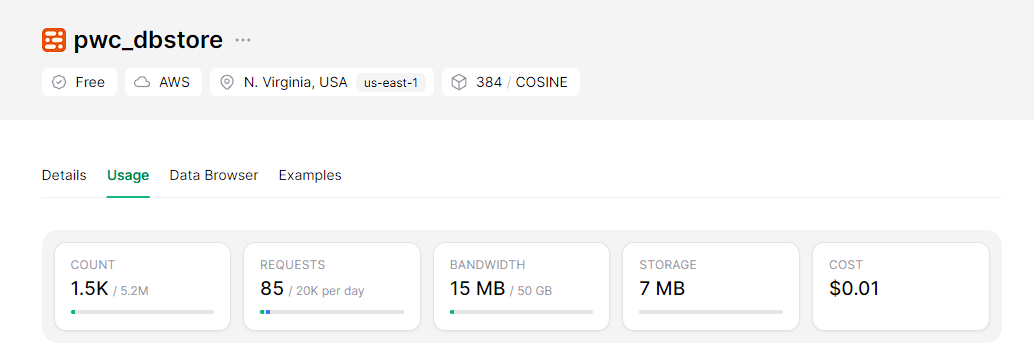 pwc_dbstore ...
Free AWS N. Virginia, USA us-east-1 384 / COSINE
Details Usage Data Browser Examples
COUNT REQUESTS BANDWIDTH STORAGE COST
1.5K / 5.2M 85 / 20K per day 15 MB / 50 GB 7 MB $0.01